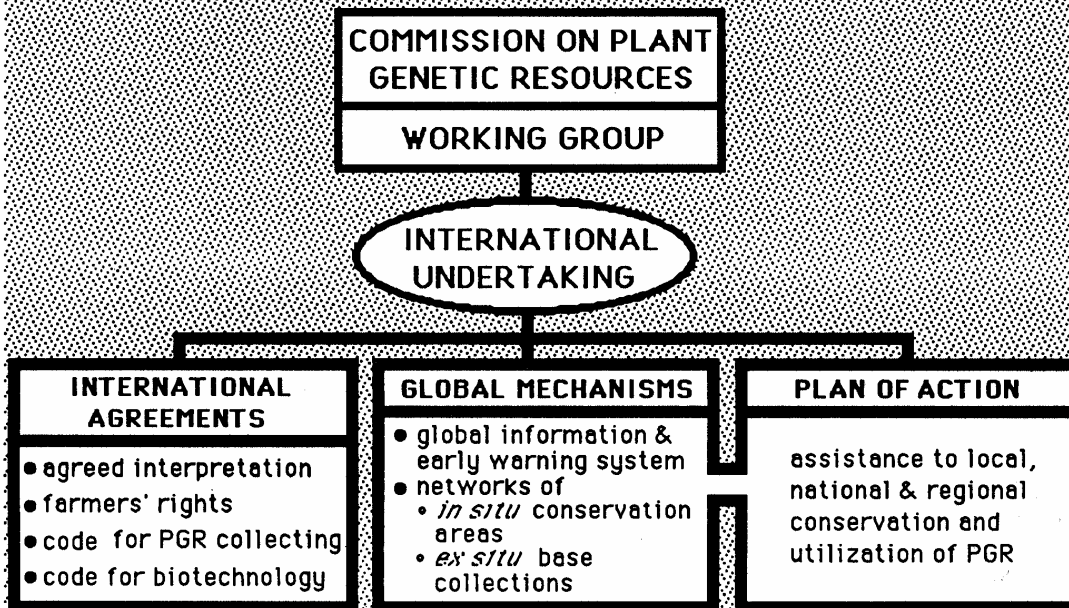 COMMISSION ON PLANT
GENETIC RESOURCES
WORKING GROUP
INTERNATIONAL
UNDERTAKING
INTERNATIONAL
AGREEMENTS
• agreed interpretation
• farmers' rights
• code for PGR collecting
• code for biotechnology
GLOBAL MECHANISMS
• global information &
early warning system
• networks of
• in situ conservation
areas
• ex situ base
collections
PLAN OF ACTION
assistance to local,
national & regional
conservation and
utilization of PGR